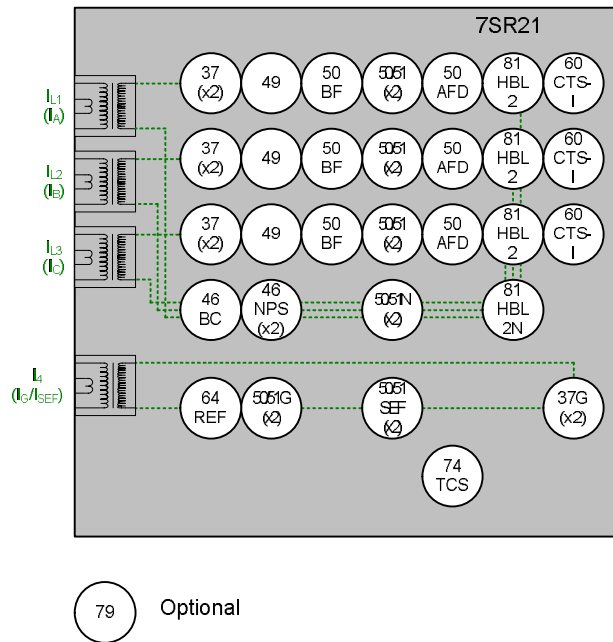 7SR21
IL1
(IA)
37
(x2)
49
50
BF
50/51
(x2)
50
AFD
81
HBL
2
60
CTS-
I
IL2
(IB)
37
(x2)
49
50
BF
50/51
(x2)
50
AFD
81
HBL
2
60
CTS-
I
IL3
(IC)
37
(x2)
49
50
BF
50/51
(x2)
50
AFD
81
HBL
2
60
CTS-
I
46
BC
46
NPS
(x2)
50/51N
(x2)
81
HBL
2N
I4
(IG/ISEF)
64
REF
50/51G
(x2)
50/51
SEF
(x2)
37G
(x2)
74
TCS
79
Optional